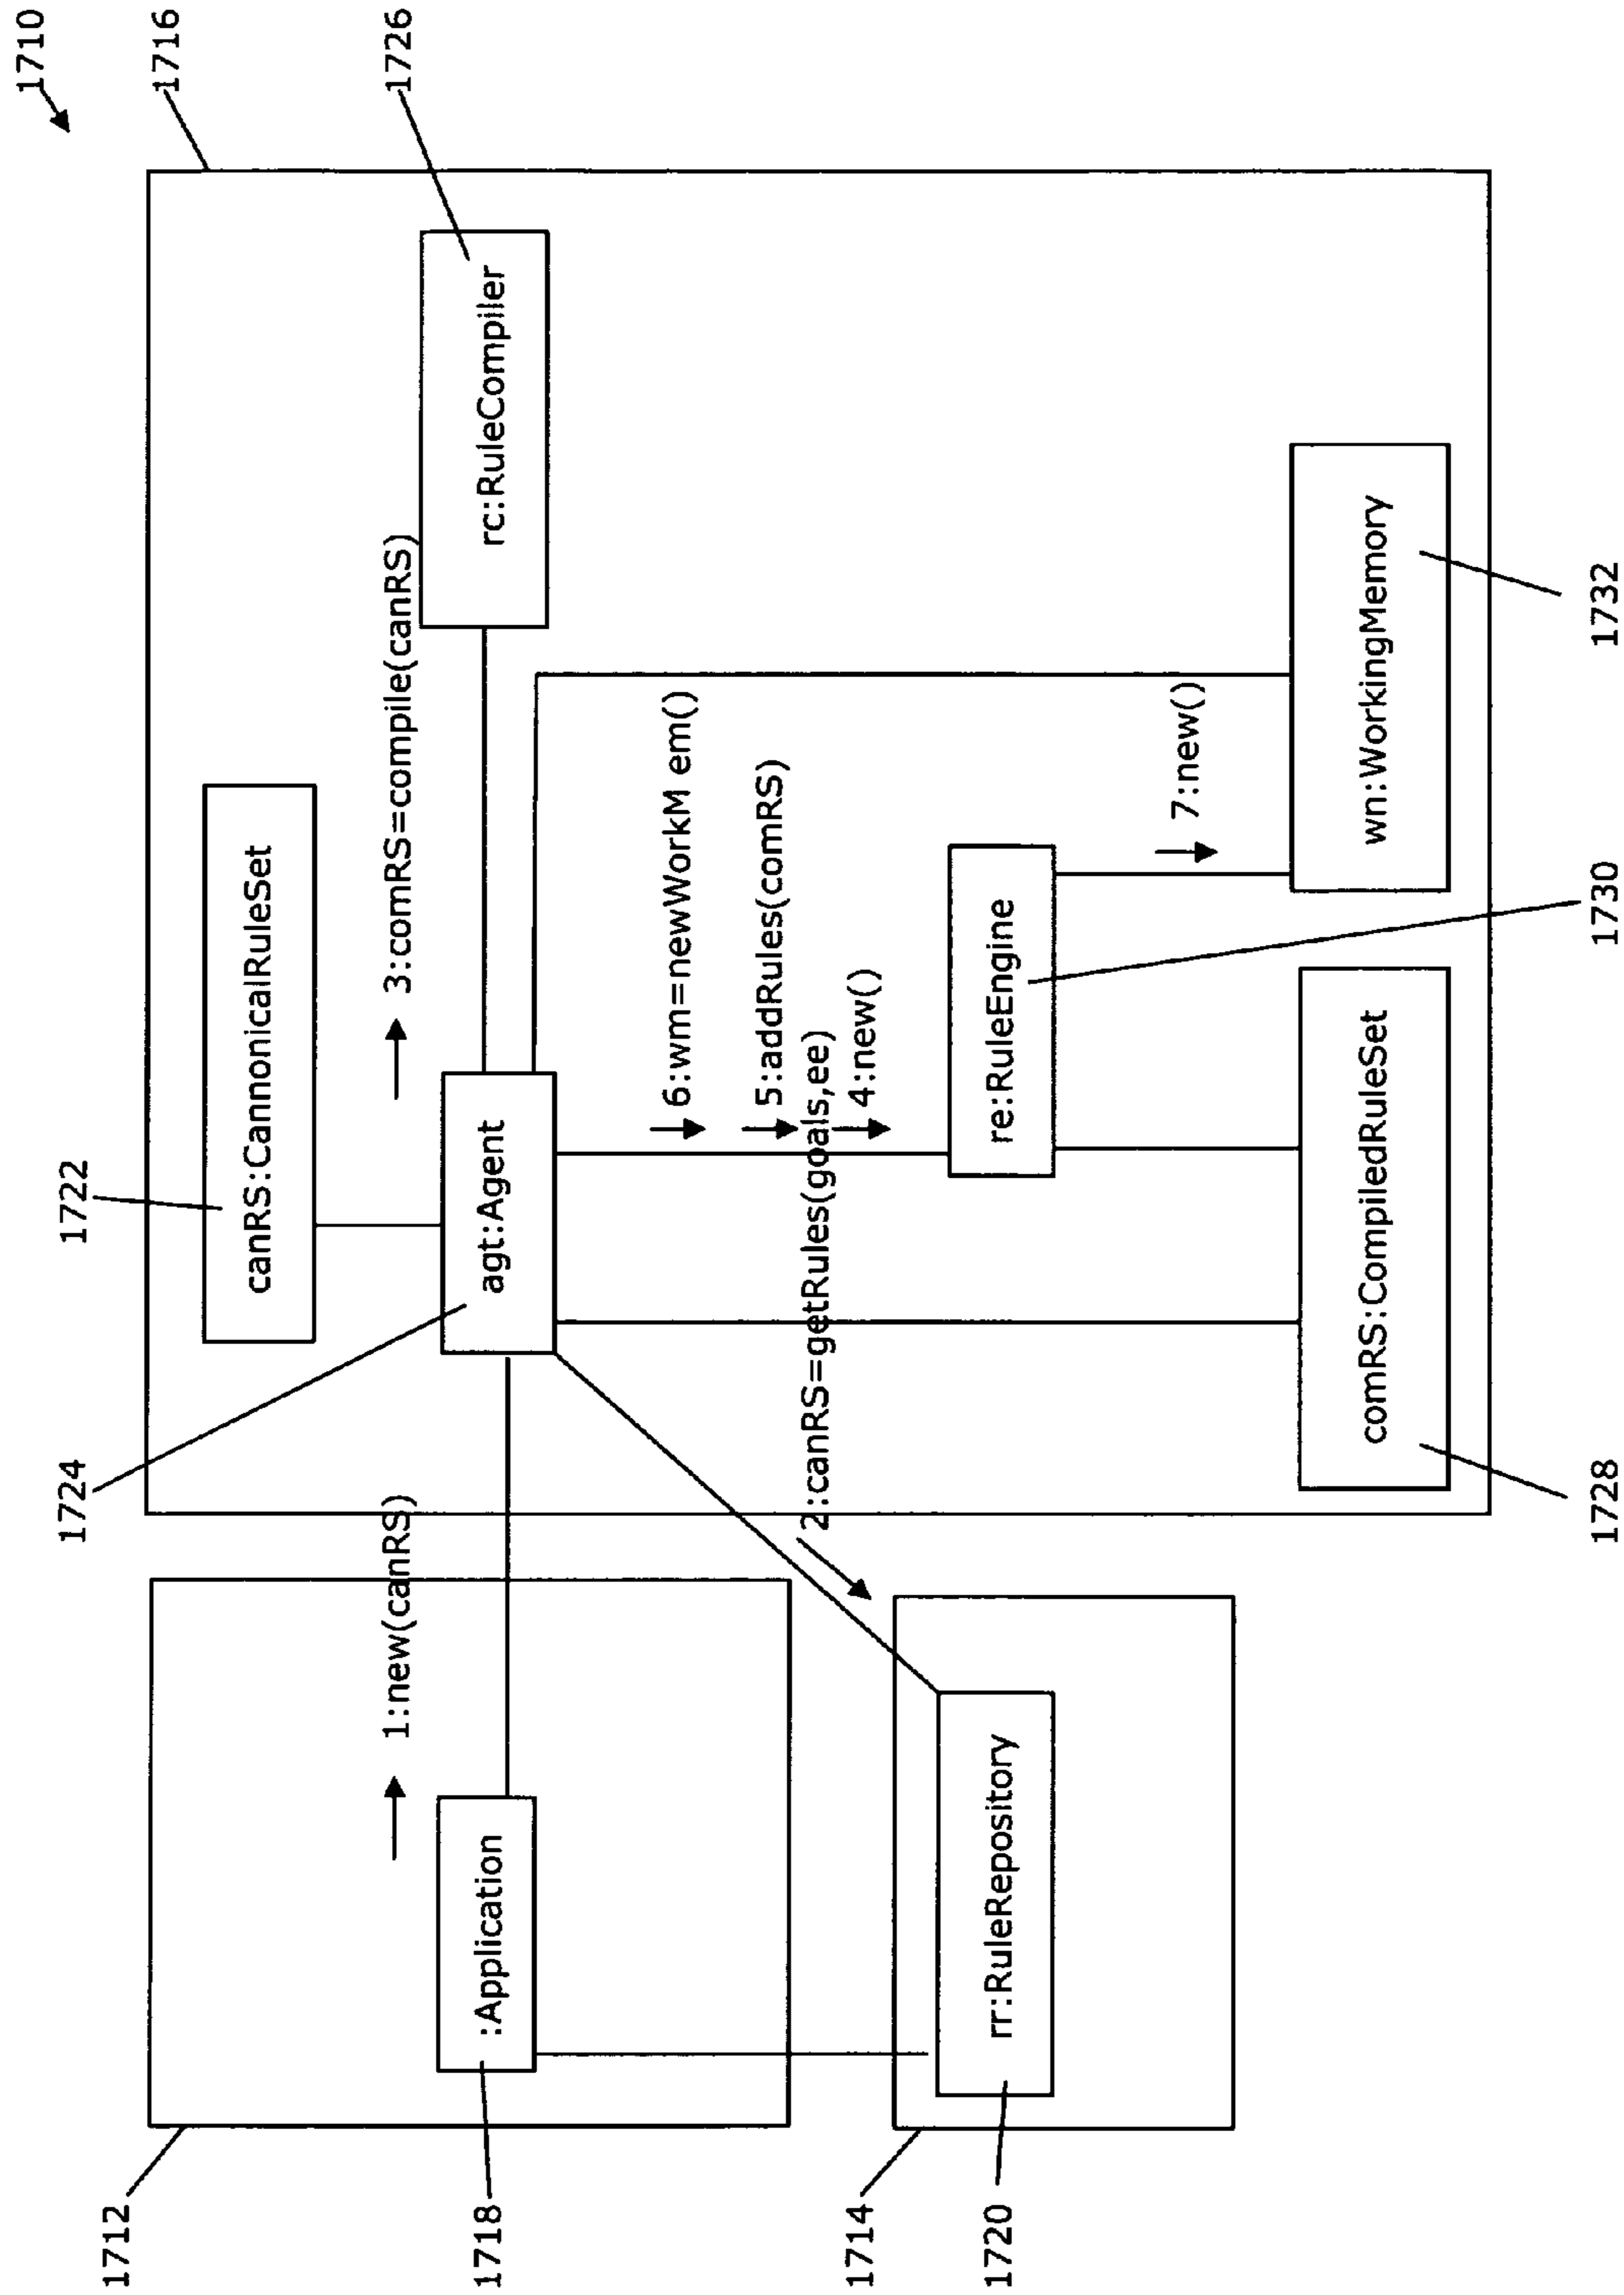 1710
1716
1726
1722
canRS:CannonicalRuleSet
1724
3:comRS=compile(canRS)
rc:RuleCompiler
1712
1:new(canRS)
agt:Agent
:Application
1718
6:wm=newWorkM em()
5:addRules(comRS)
2:canRS=getRules(goals,ee)
4:new()
1714
rr:RuleRepository
1720
re:RuleEngine
7:new()
comRS:CompiledRuleSet
wn:WorkingMemory
1728
1730
1732